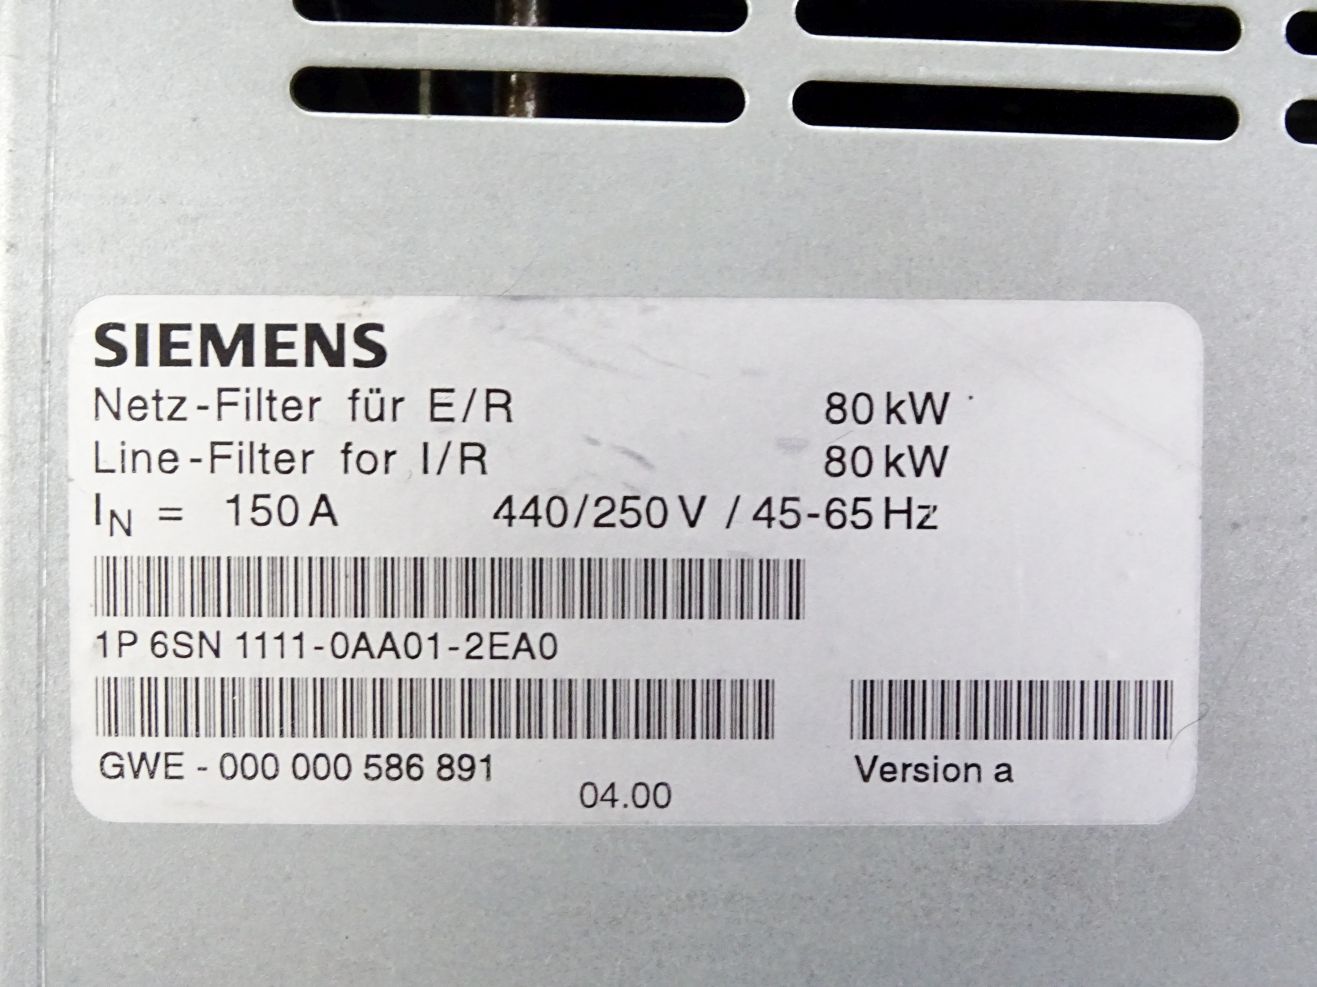 SIEMENS
Netz-Filter für E/R 80 kW
Line-Filter for I/R 80 kW
IN = 150 A 440/250 V / 45-65 Hz
1P 6SN 1111-0AA01-2EA0
GWE - 000 000 586 891
04.00
Version a